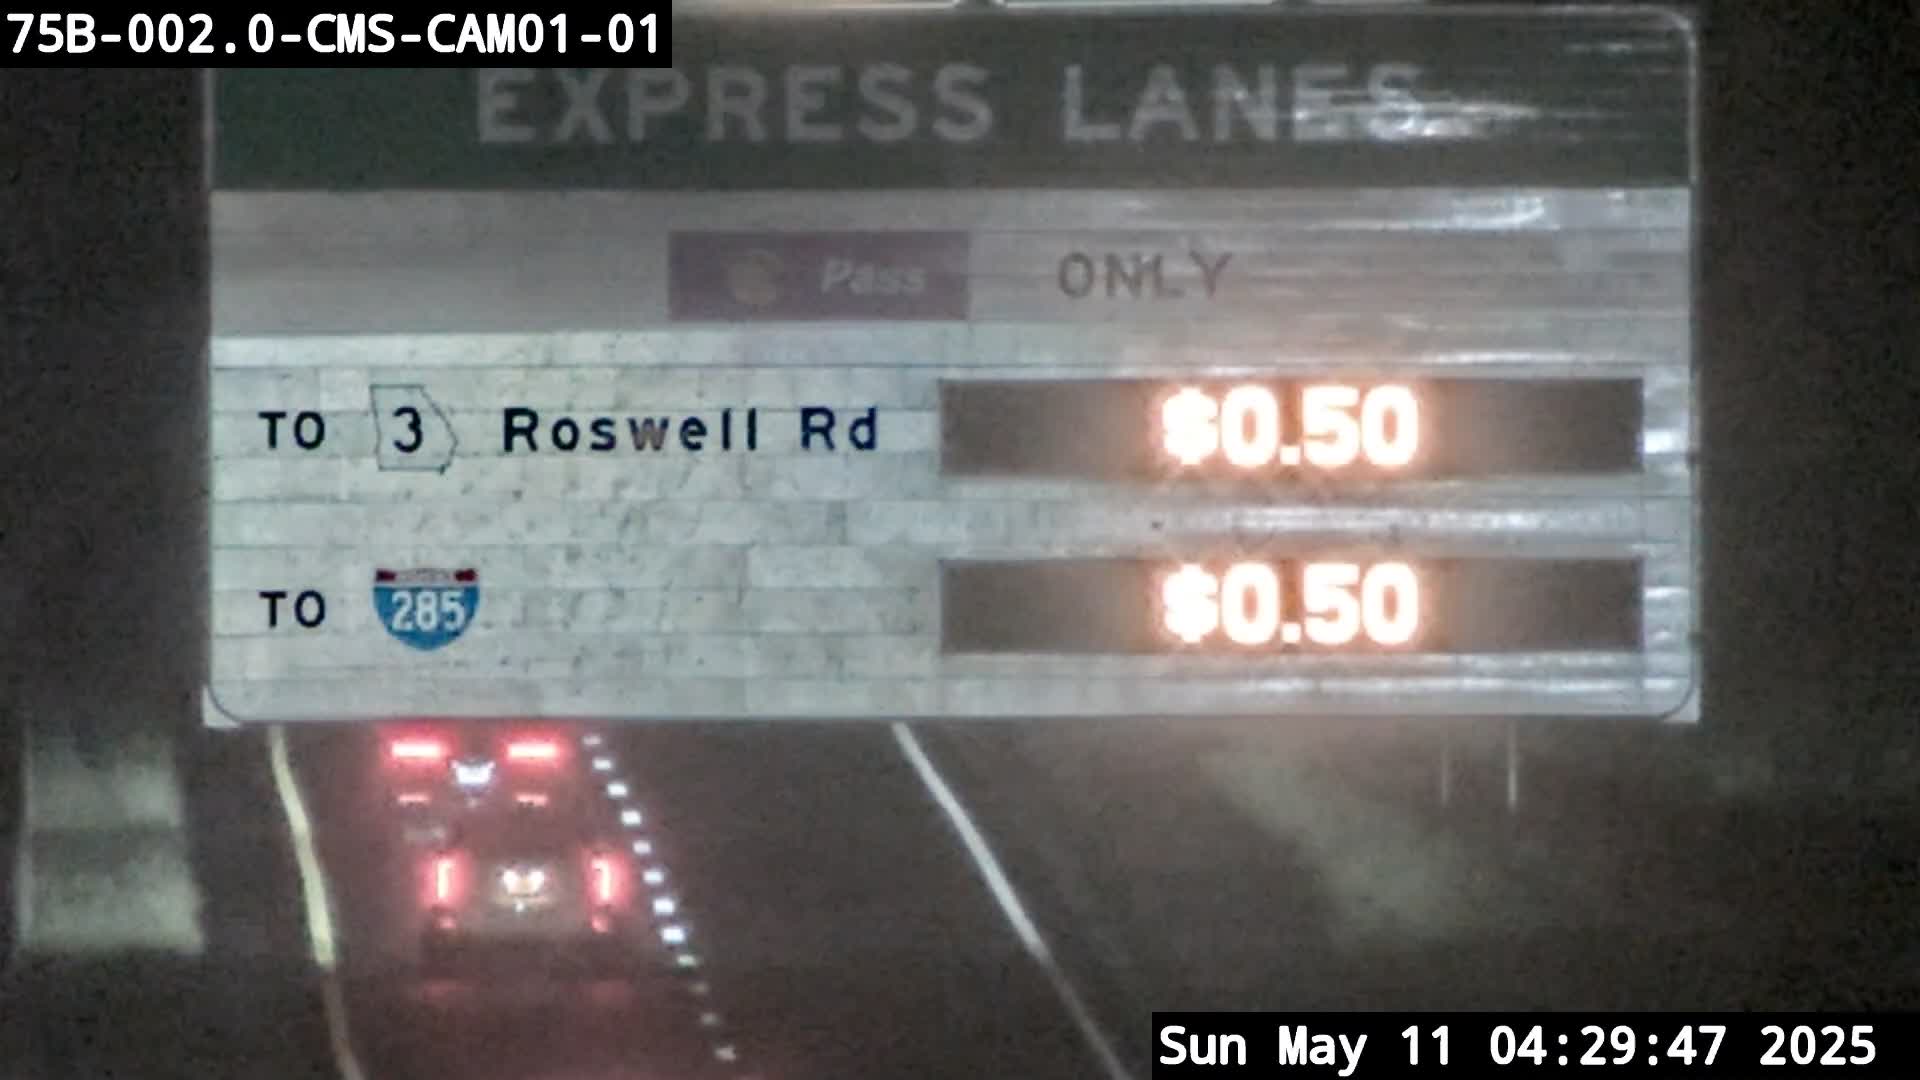 75B-002.0-CMS-CAM01-01
EXPRESS LANES
Pass ONLY
TO 3 Roswell Rd $0.50
TO 285 $0.50
Sun May 11 04:29:47 2025